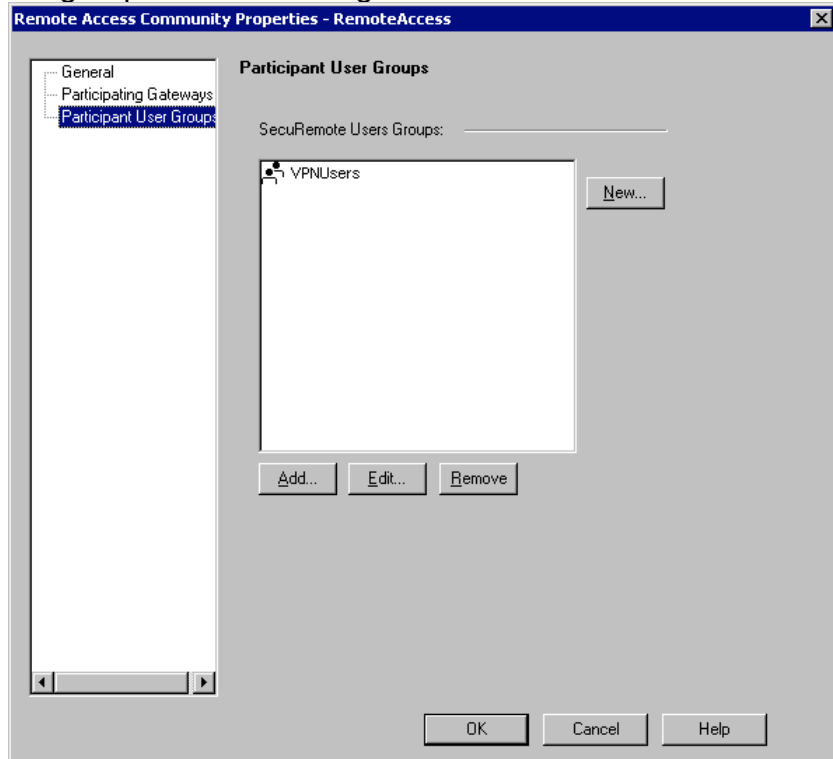 Remote Access Community Properties - RemoteAccess
General
Participating Gateways
Participant User Groups
Participant User Groups
SecuRemote Users Groups:
VPNUsers
New...
Add...
Edit...
Remove
OK
Cancel
Help